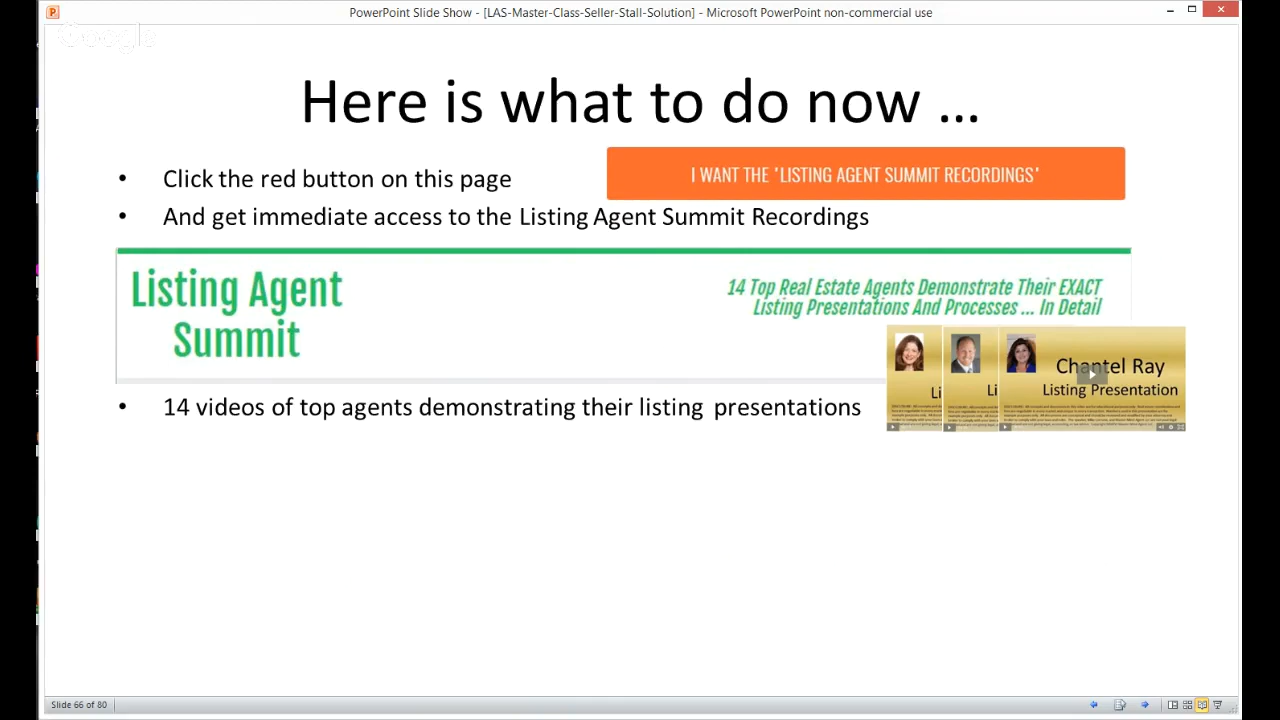 PowerPoint Slide Show - [LAS-Master-Class-Seller-Stall-Solution] - Microsoft PowerPoint non-commercial use
Google
Here is what to do now ...
• Click the red button on this page
I WANT THE "LISTING AGENT SUMMIT RECORDINGS"
• And get immediate access to the Listing Agent Summit Recordings
Listing Agent
Summit
14 Top Real Estate Agents Demonstrate Their EXACT
Listing Presentations And Processes ... In Detail
Chantel Ray
Li
Li
Listing Presentation
• 14 videos of top agents demonstrating their listing presentations
Slide 66 of 80